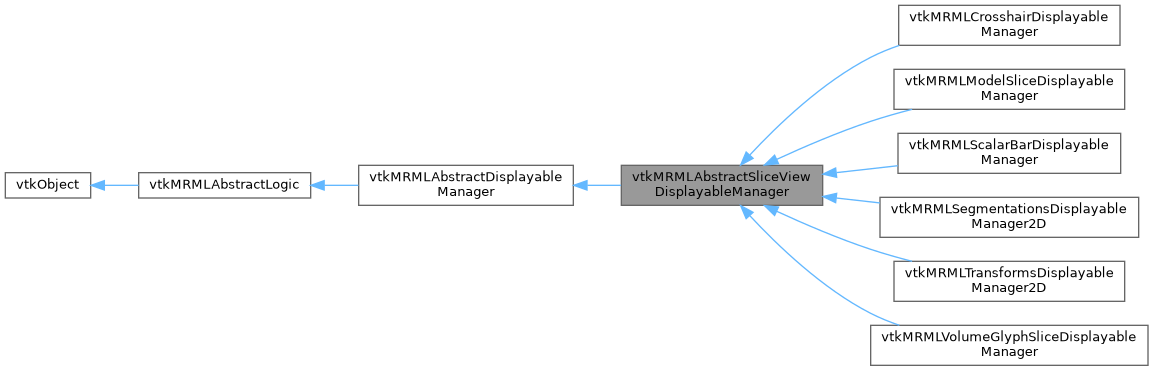 vtkObject
vtkMRMLAbstractLogic
vtkMRMLAbstractDisplayable
Manager
vtkMRMLAbstractSliceView
DisplayableManager
vtkMRMLCrosshairDisplayable
Manager
vtkMRMLModelSliceDisplayable
Manager
vtkMRMLScalarBarDisplayable
Manager
vtkMRMLSegmentationsDisplayable
Manager2D
vtkMRMLTransformsDisplayable
Manager2D
vtkMRMLVolumeGlyphSliceDisplayable
Manager